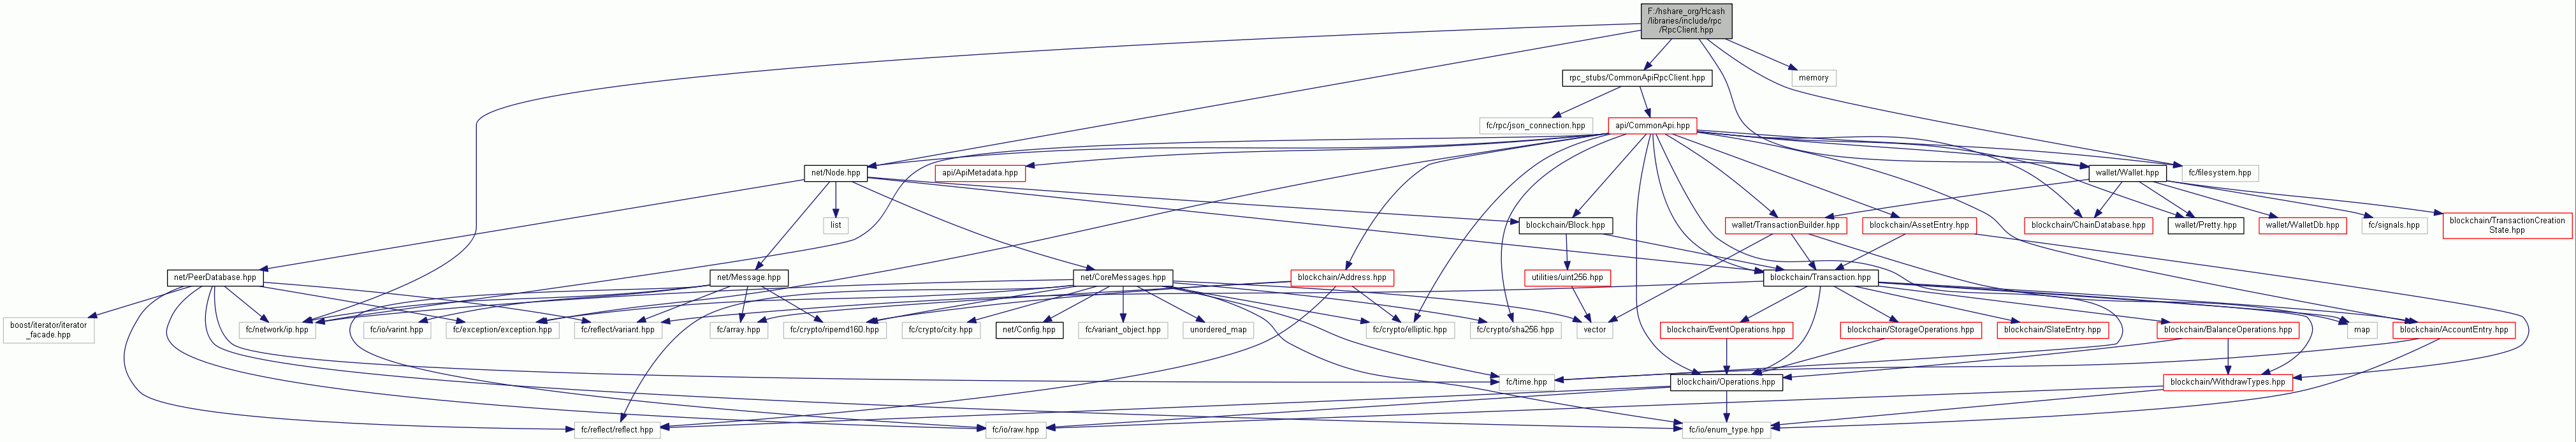 F:/hshare_org/Hcash
/libraries/include/rpc
/RpcClient.hpp
rpc_stubs/CommonApiRpcClient.hpp
memory
fc/rpc/json_connection.hpp
api/CommonApi.hpp
net/Node.hpp
api/ApiMetadata.hpp
wallet/Wallet.hpp
fc/filesystem.hpp
list
blockchain/Block.hpp
wallet/TransactionBuilder.hpp
blockchain/AssetEntry.hpp
blockchain/ChainDatabase.hpp
wallet/Pretty.hpp
wallet/WalletDb.hpp
fc/signals.hpp
blockchain/TransactionCreation
State.hpp
net/PeerDatabase.hpp
net/Message.hpp
net/CoreMessages.hpp
blockchain/Address.hpp
utilities/uint256.hpp
blockchain/Transaction.hpp
boost/iterator/iterator
_facade.hpp
fc/network/ip.hpp
fc/io/varint.hpp
fc/exception/exception.hpp
fc/reflect/variant.hpp
fc/array.hpp
fc/crypto/ripemd160.hpp
fc/crypto/city.hpp
net/Config.hpp
fc/variant_object.hpp
unordered_map
fc/crypto/elliptic.hpp
fc/crypto/sha256.hpp
vector
blockchain/EventOperations.hpp
blockchain/StorageOperations.hpp
blockchain/SlateEntry.hpp
blockchain/BalanceOperations.hpp
map
blockchain/AccountEntry.hpp
fc/time.hpp
blockchain/Operations.hpp
blockchain/WithdrawTypes.hpp
fc/reflect/reflect.hpp
fc/io/raw.hpp
fc/io/enum_type.hpp